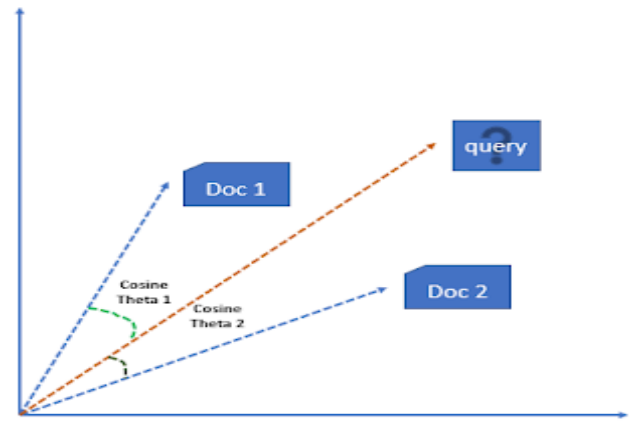 query
Doc 1
Cosine
Theta 1
Doc 2
Cosine
Theta 2